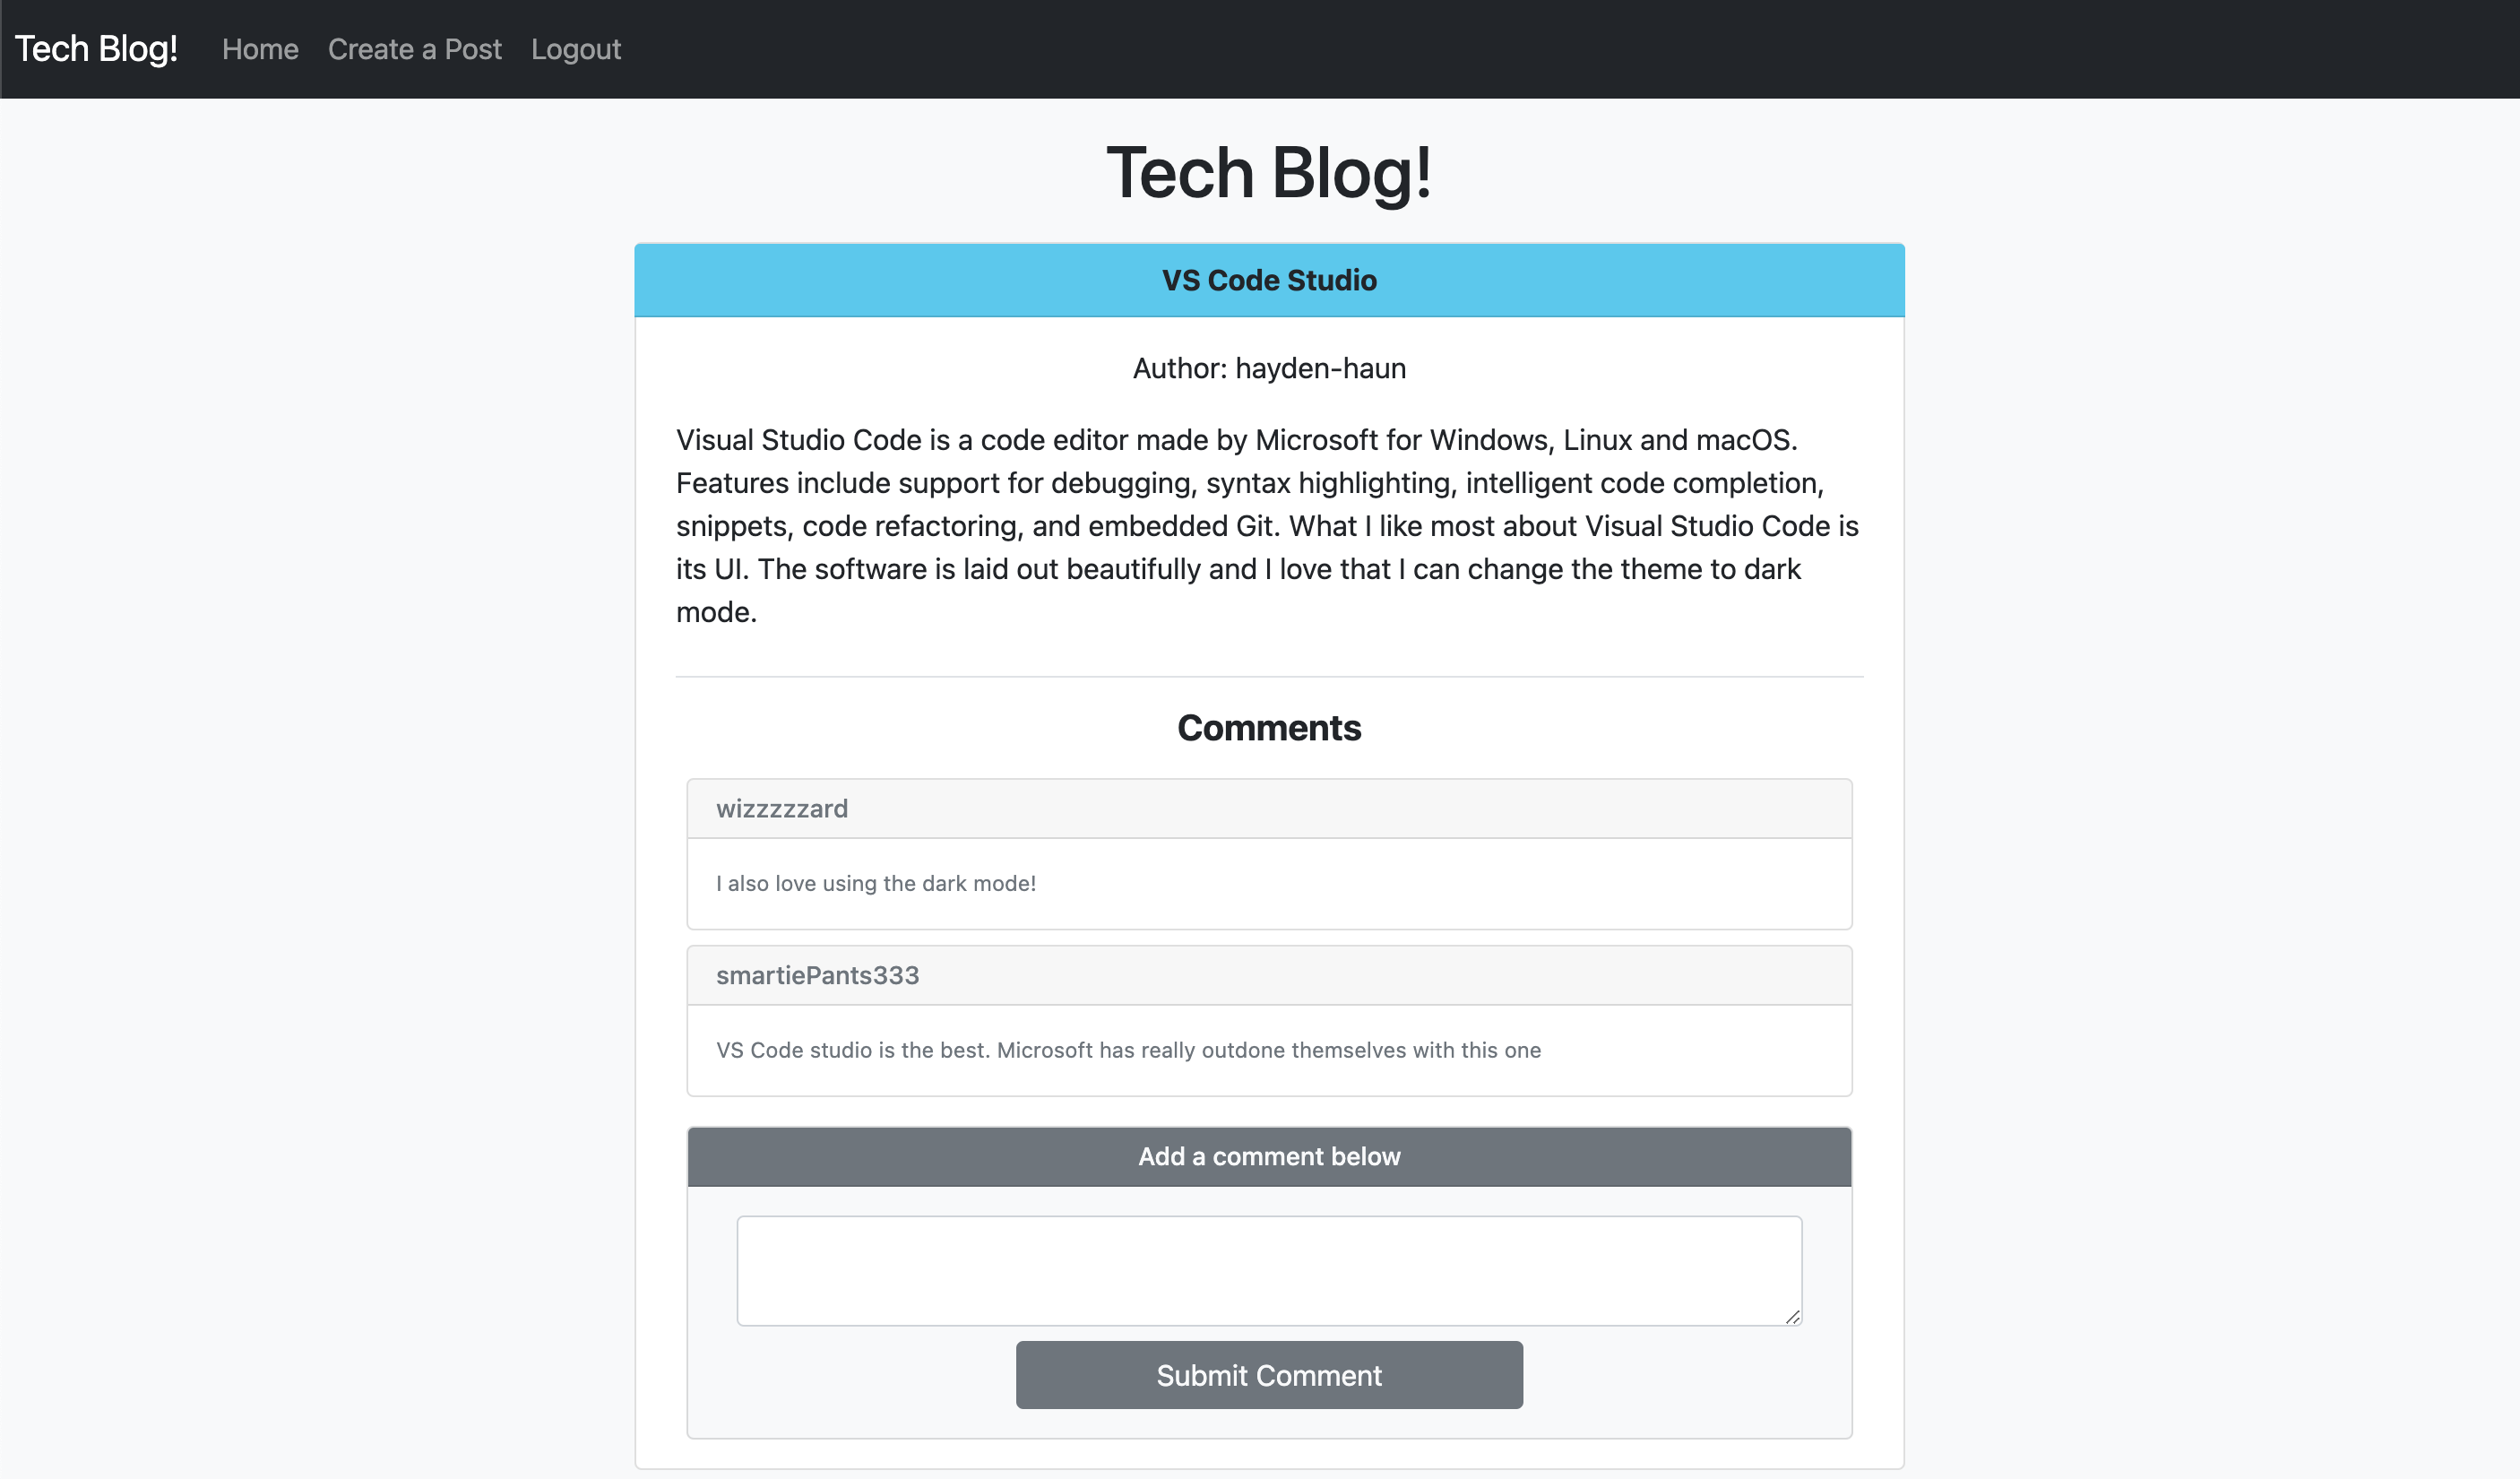 Tech Blog! Home Create a Post Logout
Tech Blog!
VS Code Studio
Author: hayden-haun
Visual Studio Code is a code editor made by Microsoft for Windows, Linux and macOS.
Features include support for debugging, syntax highlighting, intelligent code completion,
snippets, code refactoring, and embedded Git. What I like most about Visual Studio Code is
its UI. The software is laid out beautifully and I love that I can change the theme to dark
mode.
Comments
wizzzzzard
I also love using the dark mode!
smartiePants333
VS Code studio is the best. Microsoft has really outdone themselves with this one
Add a comment below
Submit Comment